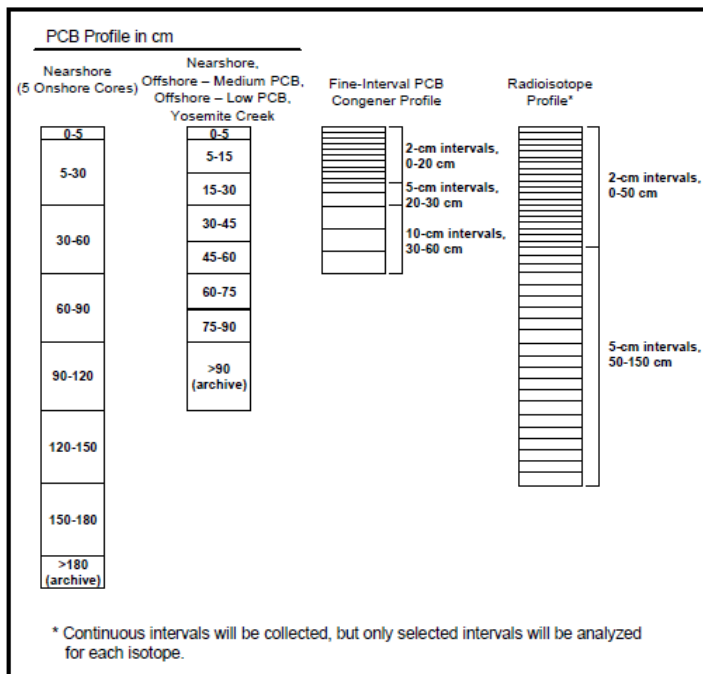 PCB Profile in cm
Nearshore
(5 Onshore Cores)
Nearshore,
Offshore – Medium PCB,
Offshore – Low PCB,
Yosemite Creek
Fine-Interval PCB
Congener Profile
Radioisotope
Profile*
0-5
5-30
30-60
60-90
90-120
120-150
150-180
>180
(archive)
0-5
5-15
15-30
30-45
45-60
60-75
75-90
>90
(archive)
2-cm intervals,
0-20 cm
5-cm intervals,
20-30 cm
10-cm intervals,
30-60 cm
2-cm intervals,
0-50 cm
5-cm intervals,
50-150 cm
* Continuous intervals will be collected, but only selected intervals will be analyzed
for each isotope.